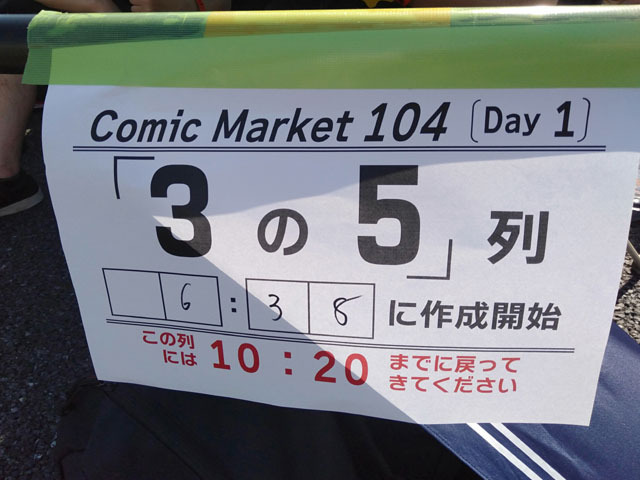 Comic Market 104 [Day 1]
「3の5」列
6:38に作成開始
この列
には 10:20 までに戻って
きてください